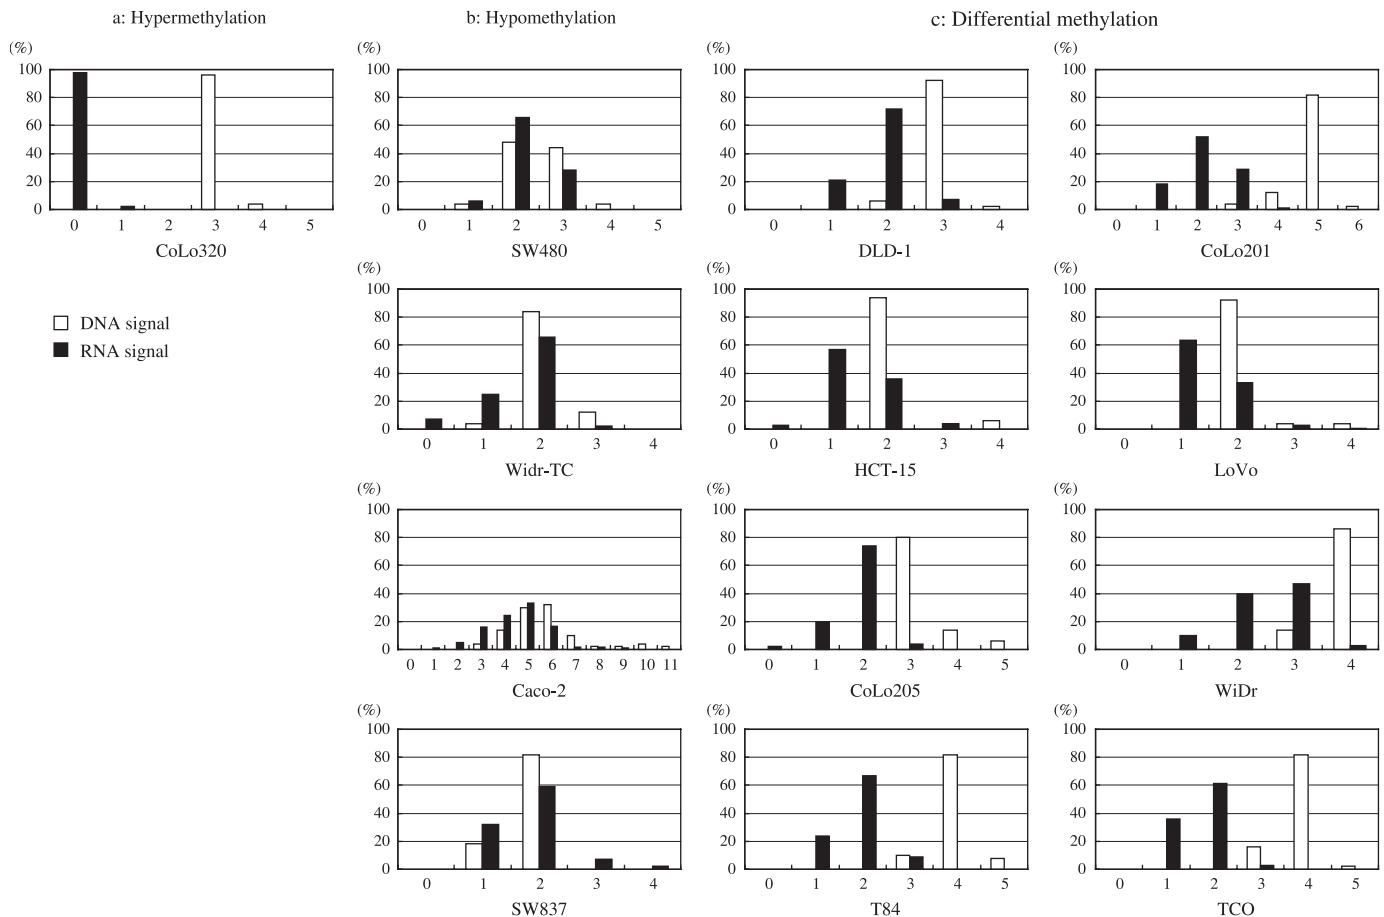 a: Hypermethylation
b: Hypomethylation
c: Differential methylation
(%) (%) (%) (%)
100 100 100 100
80 80 80 80
60 60 60 60
40 40 40 40
20 20 20 20
0 0 0 0
0 1 2 3 4 5 0 1 2 3 4 5 0 1 2 3 4 0 1 2 3 4 5 6
CoLo320 SW480 DLD-1 CoLo201
DNA signal
RNA signal
(%) (%) (%)
100 100 100
80 80 80
60 60 60
40 40 40
20 20 20
0 0 0
0 1 2 3 4 0 1 2 3 4 0 1 2 3 4
Widr-TC HCT-15 LoVo
(%) (%) (%)
100 100 100
80 80 80
60 60 60
40 40 40
20 20 20
0 0 0
0 1 2 3 4 5 6 7 8 9 10 11 0 1 2 3 4 5 0 1 2 3 4
Caco-2 CoLo205 WiDr
(%) (%) (%)
100 100 100
80 80 80
60 60 60
40 40 40
20 20 20
0 0 0
0 1 2 3 4 0 1 2 3 4 5 0 1 2 3 4 5
SW837 T84 TCO